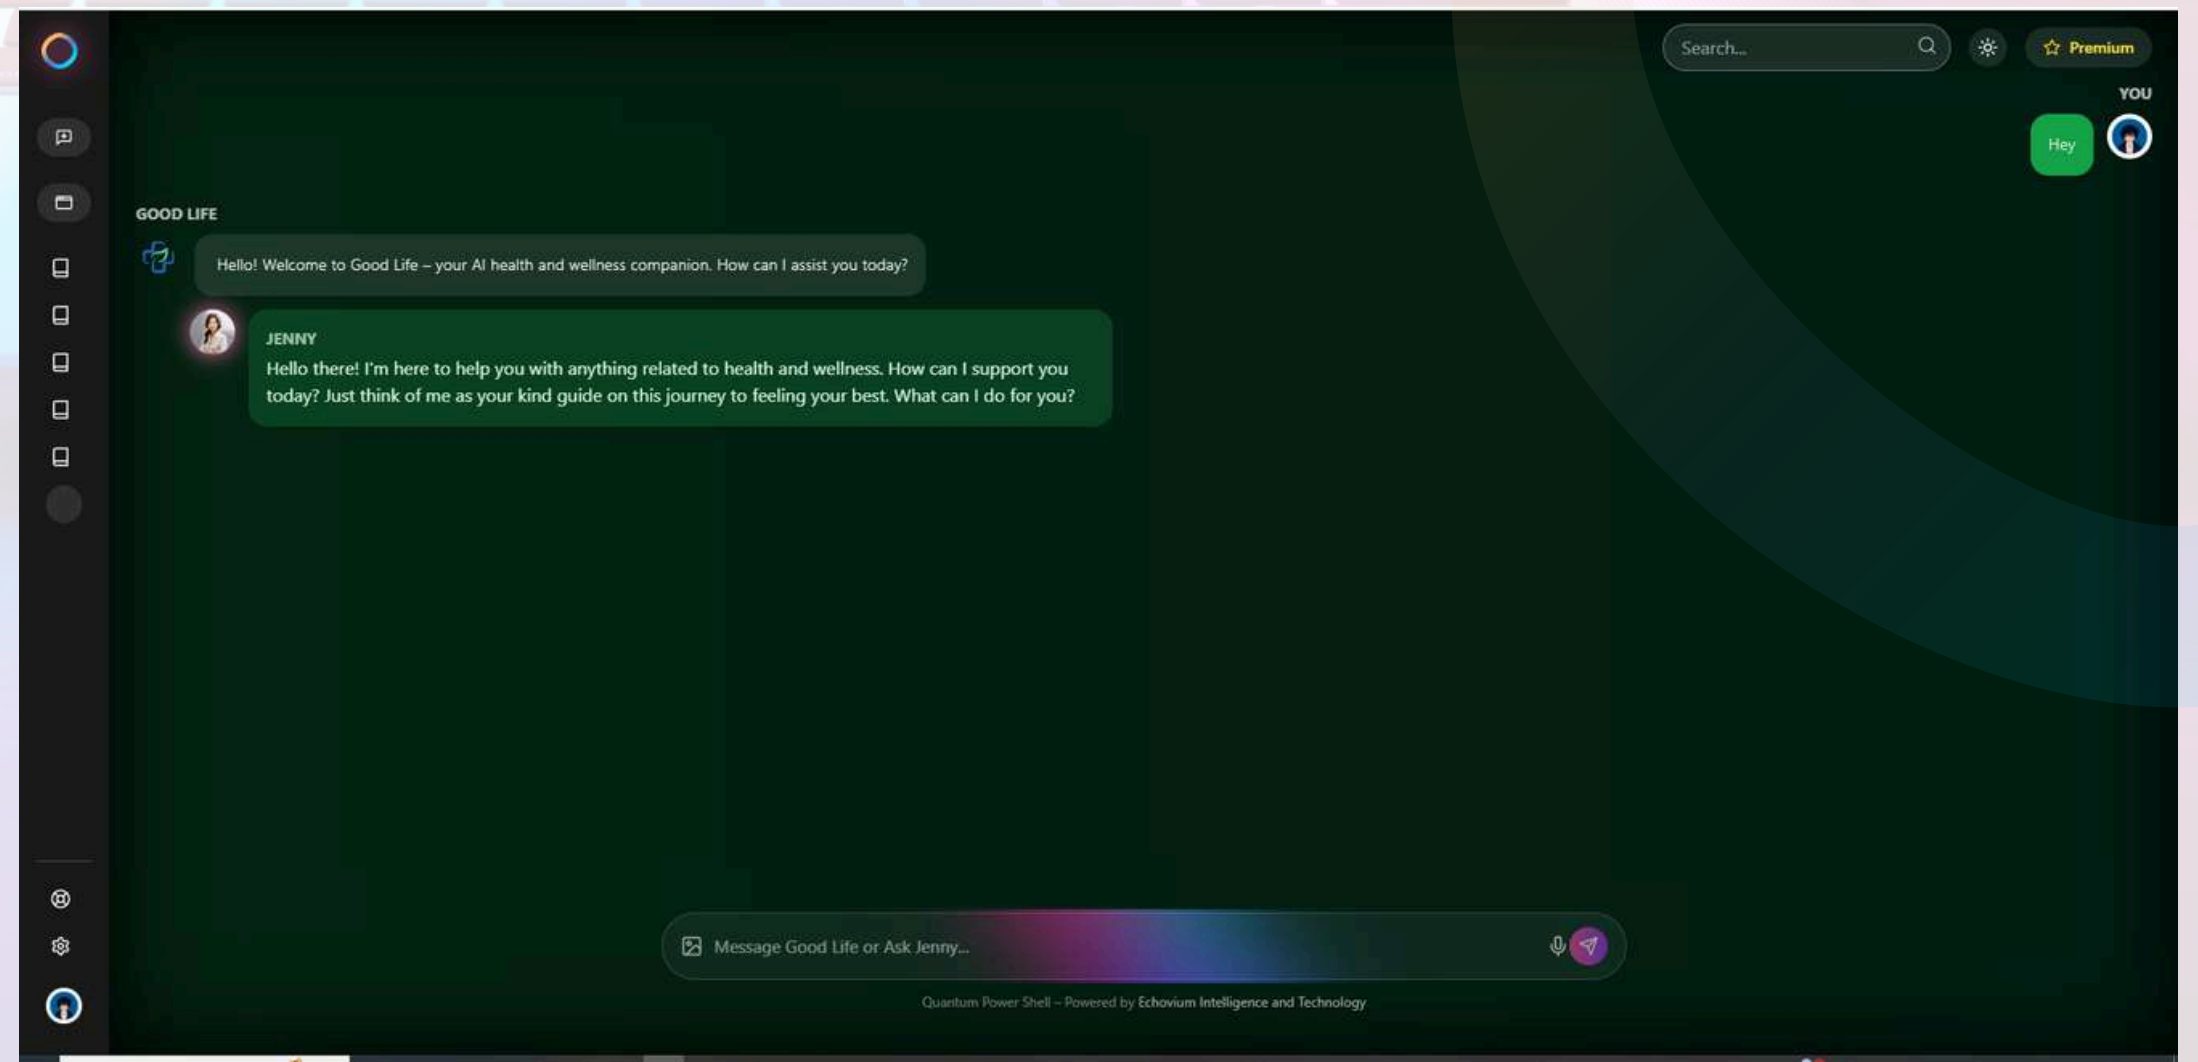 Search...
Premium
YOU
Hey
GOOD LIFE
Hello! Welcome to Good Life – your AI health and wellness companion. How can I assist you today?
JENNY
Hello there! I'm here to help you with anything related to health and wellness. How can I support you
today? Just think of me as your kind guide on this journey to feeling your best. What can I do for you?
Message Good Life or Ask Jenny...
Quantum Power Shell – Powered by Echovium Intelligence and Technology